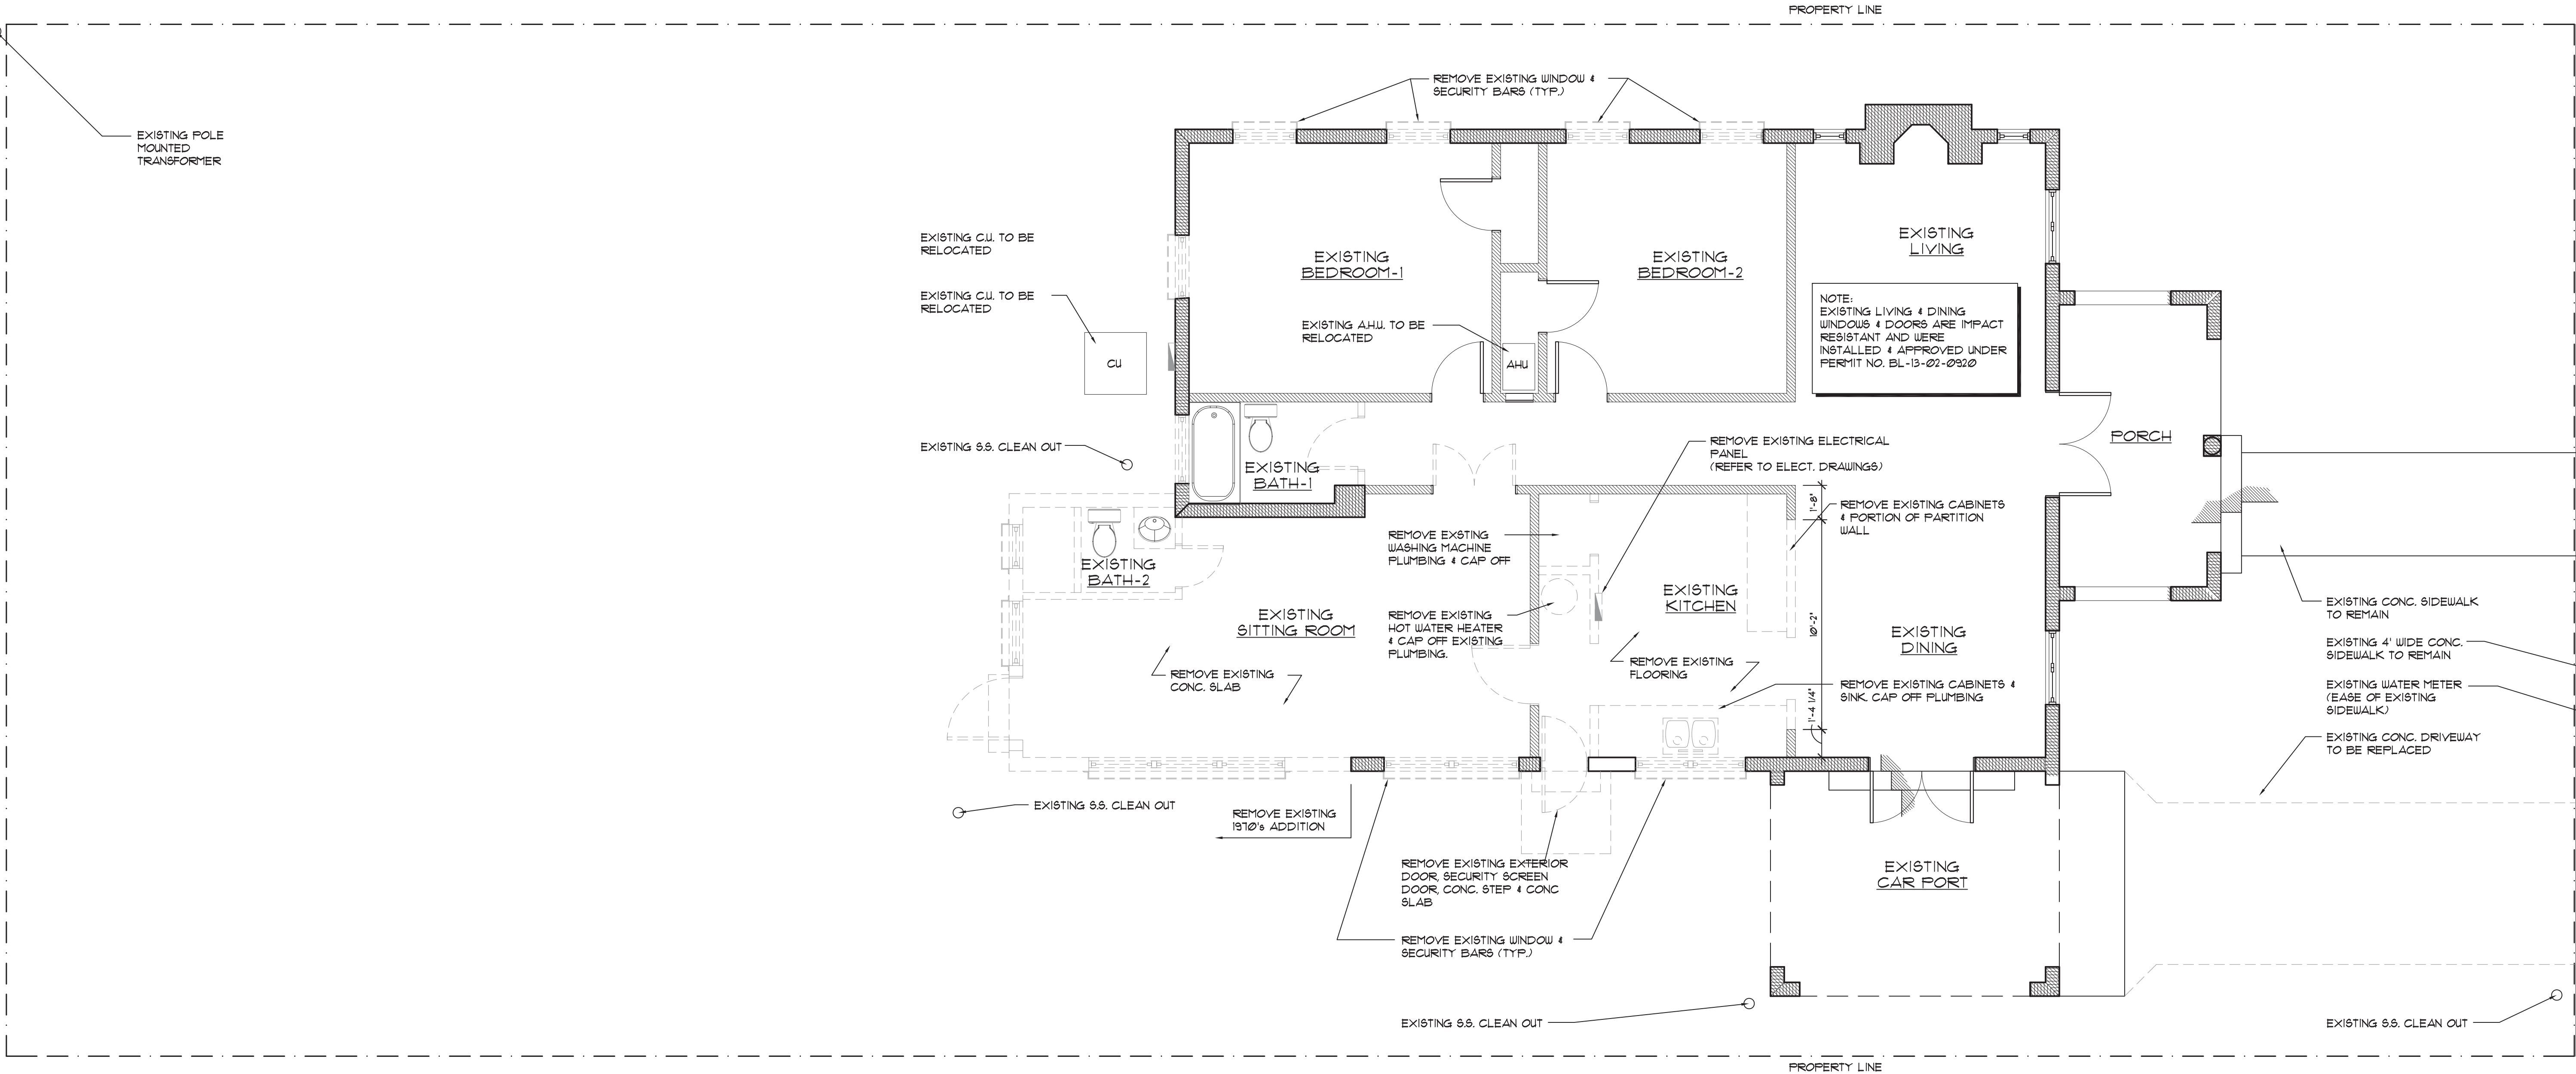 PROPERTY LINE
EXISTING POLE
MOUNTED
TRANSFORMER
REMOVE EXISTING WINDOW &
SECURITY BARS (TYP.)
EXISTING C.U. TO BE
RELOCATED
EXISTING C.U. TO BE
RELOCATED
CU
EXISTING S.S. CLEAN OUT
EXISTING
BEDROOM-1
EXISTING A.H.U. TO BE
RELOCATED
AHU
EXISTING
BEDROOM-2
EXISTING
LIVING
NOTE:
EXISTING LIVING & DINING
WINDOWS & DOORS ARE IMPACT
RESISTANT AND WERE
INSTALLED & APPROVED UNDER
PERMIT NO. BL-13-02-0920
PORCH
EXISTING
BATH-1
REMOVE EXISTING ELECTRICAL
PANEL
(REFER TO ELECT. DRAWINGS)
1'-8"
REMOVE EXISTING CABINETS
& PORTION OF PARTITION
WALL
REMOVE EXSTING
WASHING MACHINE
PLUMBING & CAP OFF
EXISTING
BATH-2
EXISTING
SITTING ROOM
REMOVE EXISTING
HOT WATER HEATER
& CAP OFF EXISTING
PLUMBING.
EXISTING
KITCHEN
10'-2"
EXISTING
DINING
REMOVE EXISTING
CONC. SLAB
REMOVE EXISTING
FLOORING
REMOVE EXISTING CABINETS &
SINK. CAP OFF PLUMBING
1'-4 1/4"
EXISTING CONC. SIDEWALK
TO REMAIN
EXISTING 4' WIDE CONC.
SIDEWALK TO REMAIN
EXISTING WATER METER
(EASE OF EXISTING
SIDEWALK)
EXISTING CONC. DRIVEWAY
TO BE REPLACED
EXISTING S.S. CLEAN OUT
REMOVE EXISTING
1970's ADDITION
REMOVE EXISTING EXTERIOR
DOOR, SECURITY SCREEN
DOOR, CONC. STEP & CONC
SLAB
EXISTING
CAR PORT
REMOVE EXISTING WINDOW &
SECURITY BARS (TYP.)
EXISTING S.S. CLEAN OUT
EXISTING S.S. CLEAN OUT
PROPERTY LINE